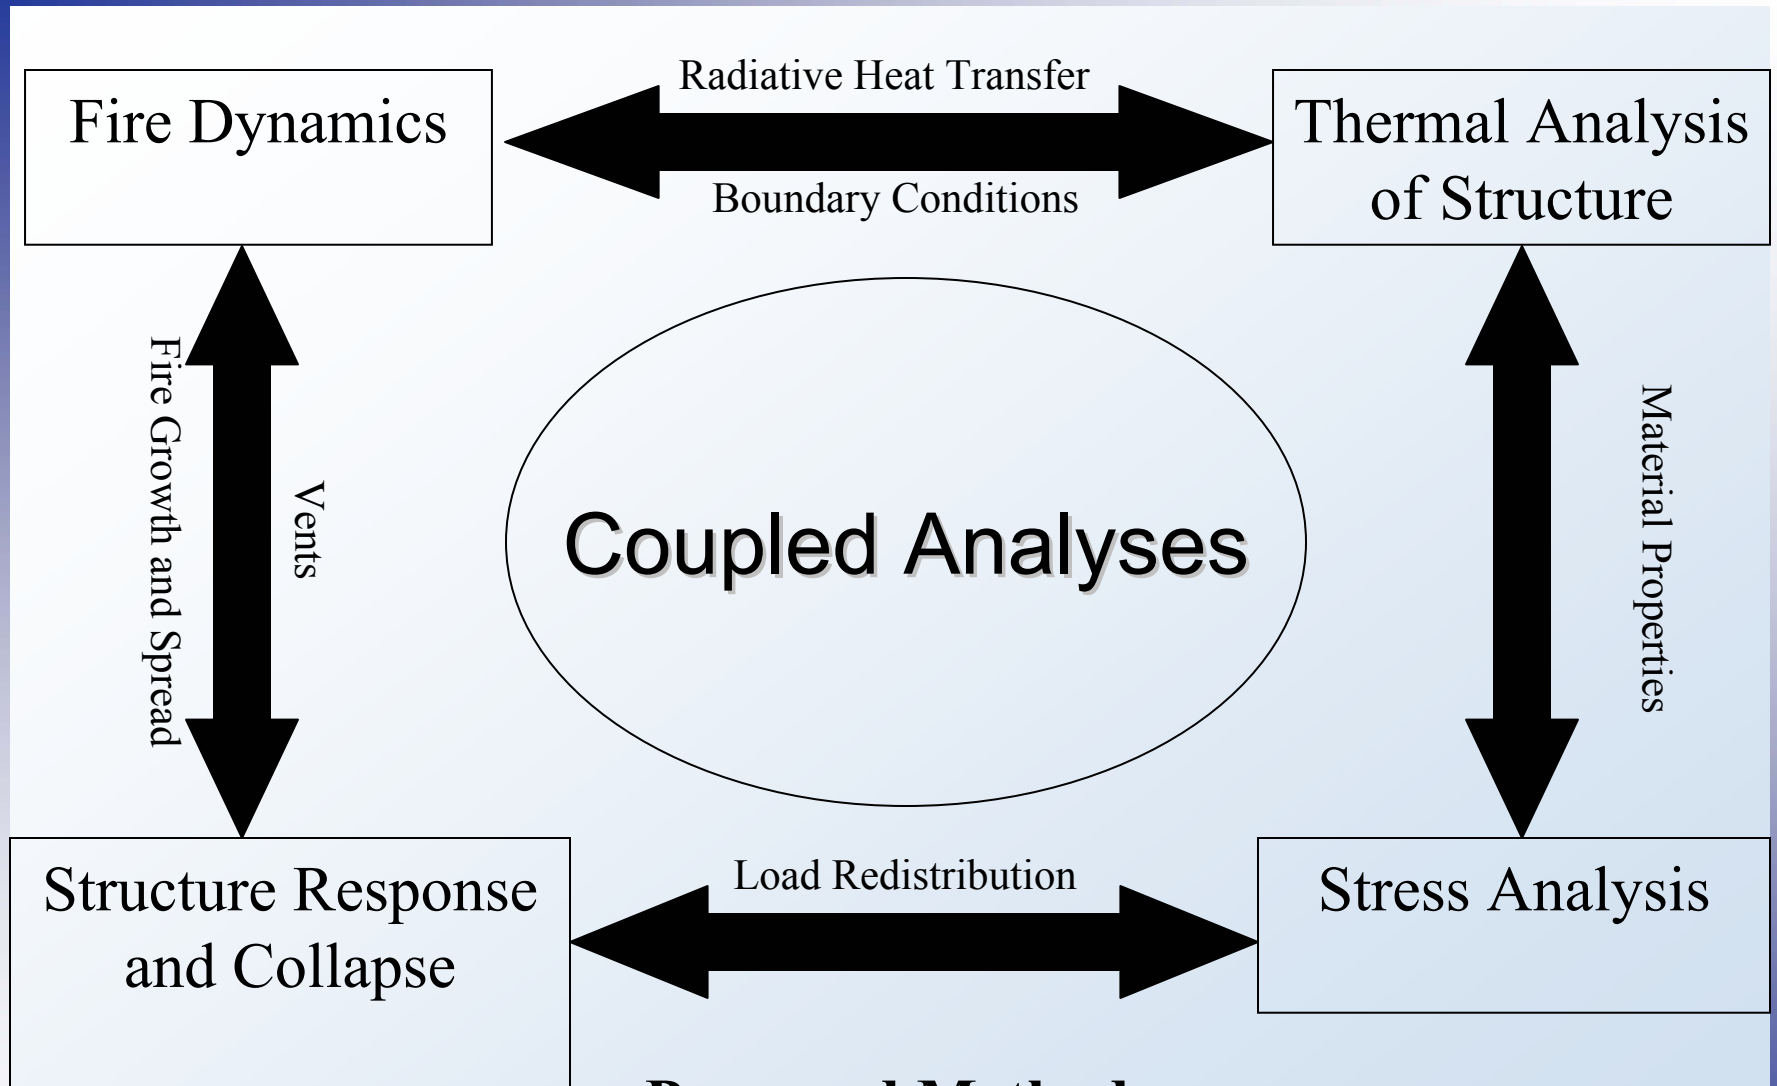 Fire Dynamics
Radiative Heat Transfer
Boundary Conditions
Thermal Analysis
of Structure
Fire Growth and Spread
Vents
Coupled Analyses
Material Properties
Structure Response
and Collapse
Load Redistribution
Stress Analysis